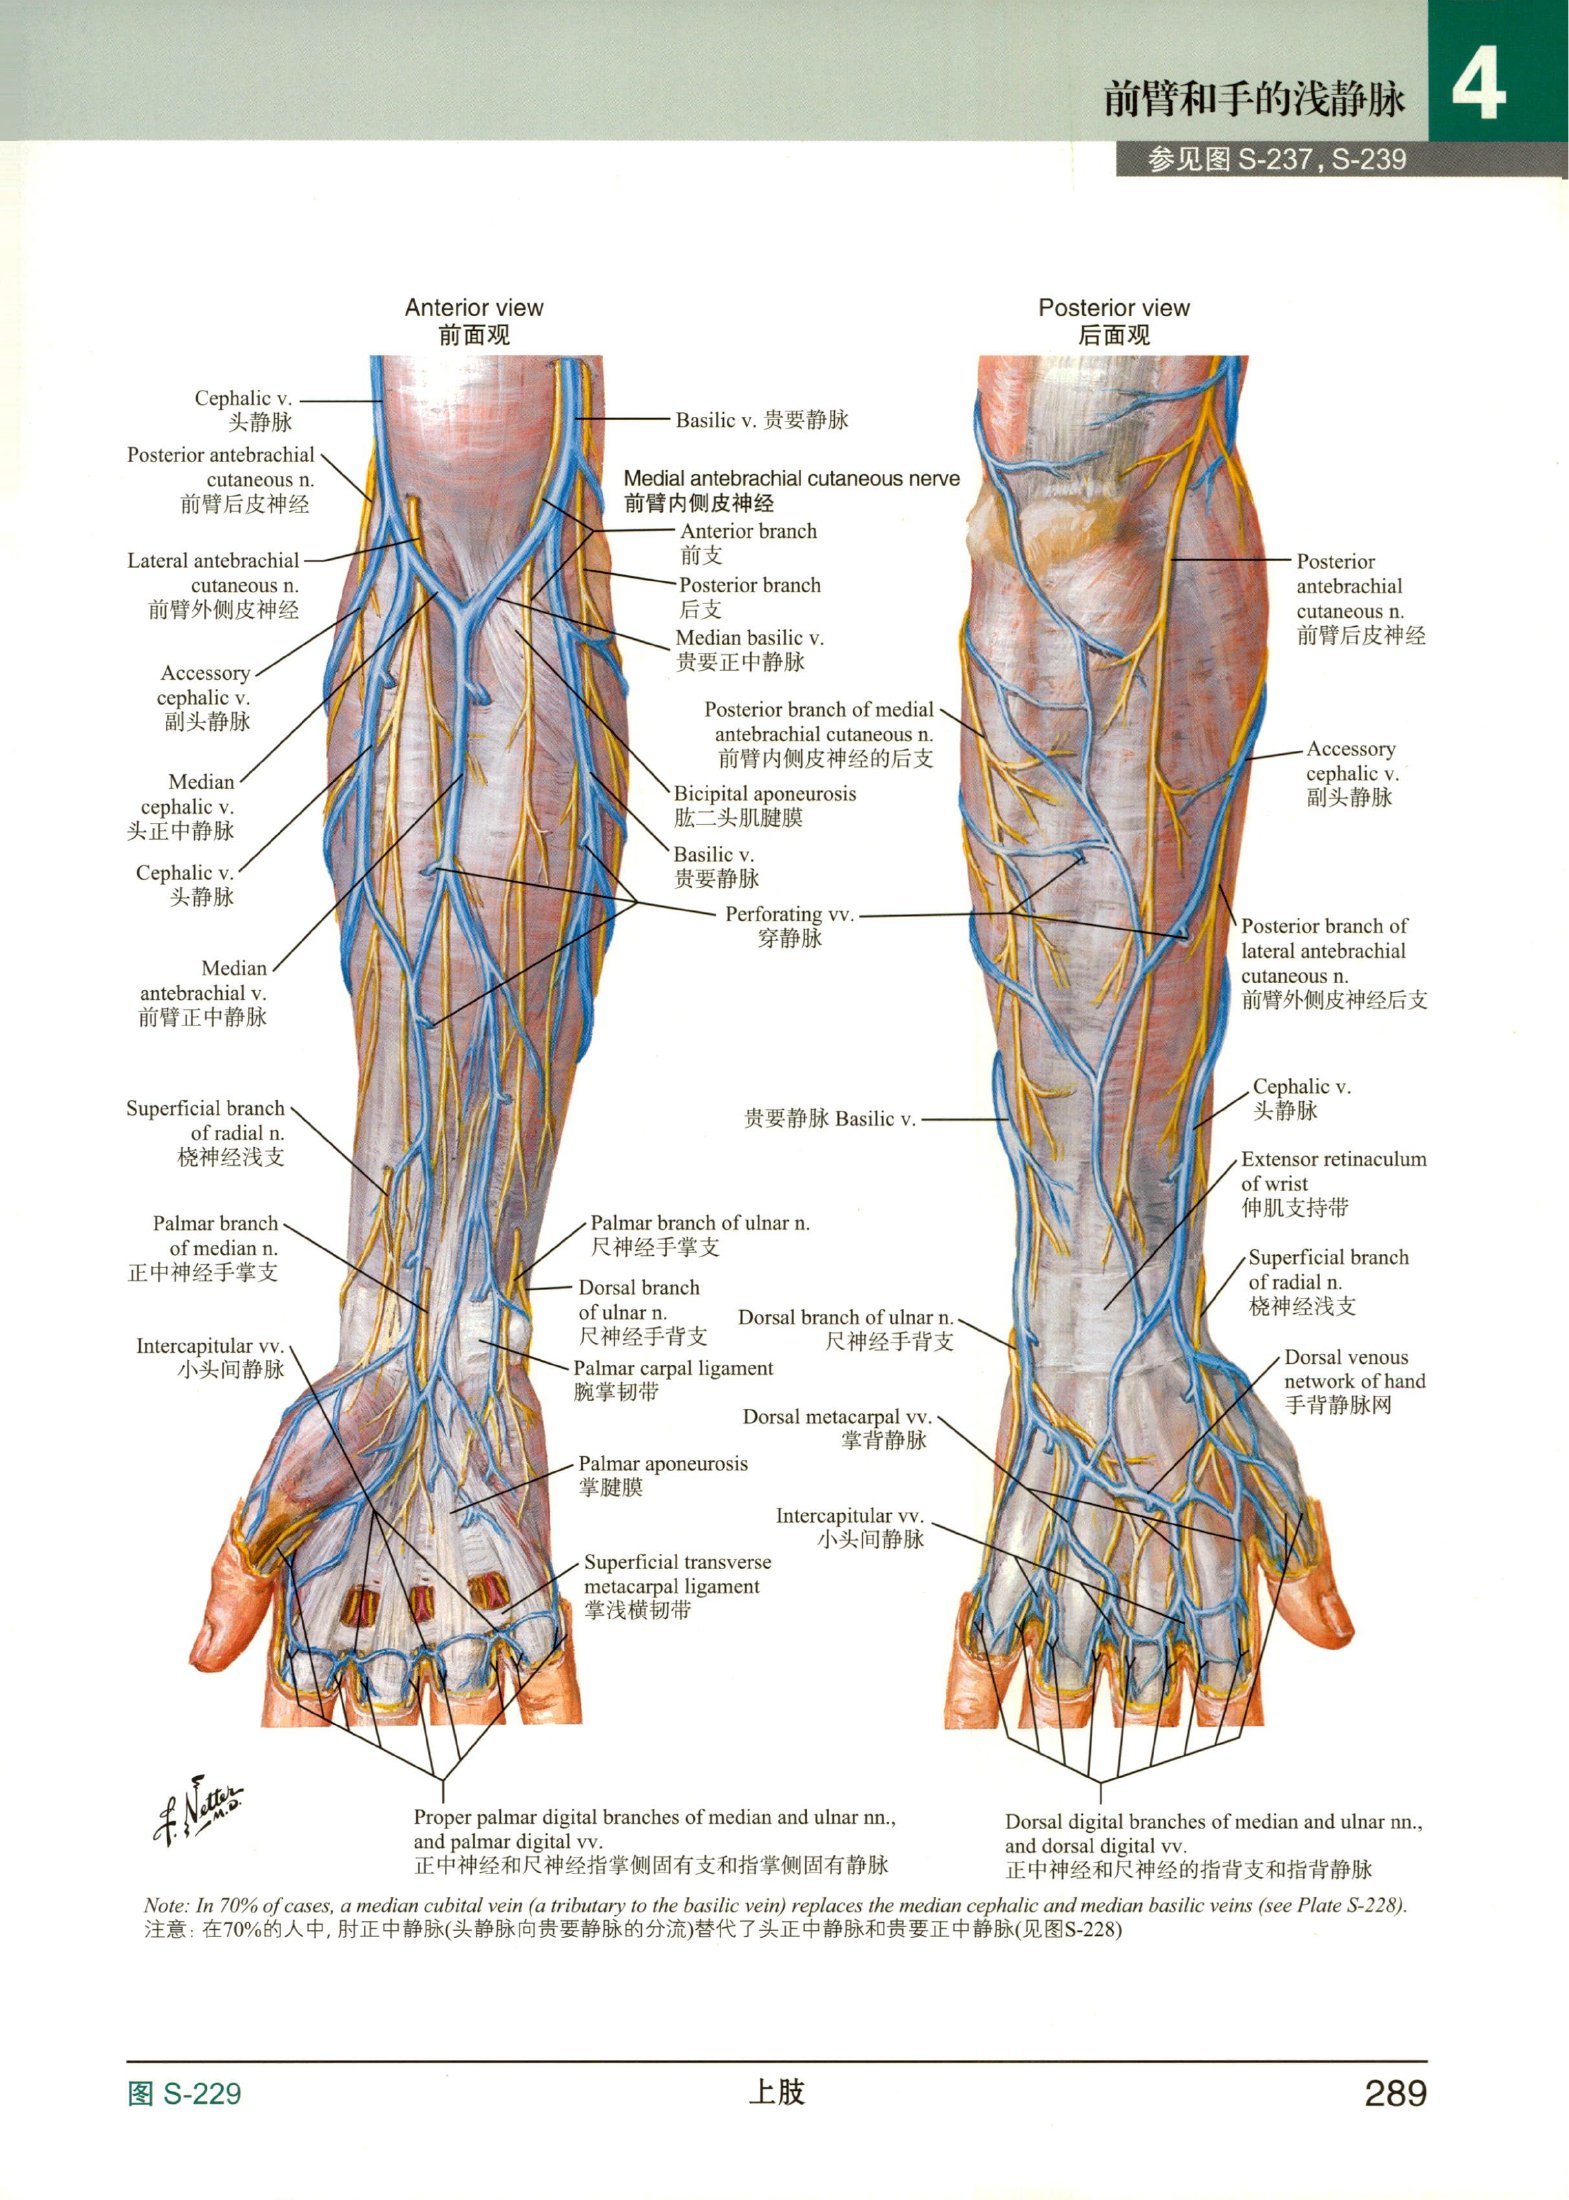 前臂和手的浅静脉
4
参见图 S-237, S-239
Anterior view
前面观
Cephalic v.
头静脉
Posterior antebrachial
cutaneous n.
前臂后皮神经
Lateral antebrachial
cutaneous n.
前臂外侧皮神经
Accessory
cephalic v.
副头静脉
Median
cephalic v.
头正中静脉
Cephalic v.
头静脉
Median
antebrachial v.
前臂正中静脉
Superficial branch
of radial n.
桡神经浅支
Palmar branch
of median n.
正中神经手掌支
Intercapitular vv.
小头间静脉
Basilic v. 贵要静脉
Medial antebrachial cutaneous nerve
前臂内侧皮神经
Anterior branch
前支
Posterior branch
后支
Median basilic v.
贵要正中静脉
Posterior branch of medial
antebrachial cutaneous n.
前臂内侧皮神经的后支
Bicipital aponeurosis
肱二头肌腱膜
Basilic v.
贵要静脉
Perforating vv.
穿静脉
贵要静脉 Basilic v.
Palmar branch of ulnar n.
尺神经手掌支
Dorsal branch
of ulnar n.
尺神经手背支
Palmar carpal ligament
腕掌韧带
Palmar aponeurosis
掌腱膜
Superficial transverse
metacarpal ligament
掌浅横韧带
Dorsal branch of ulnar n.
尺神经手背支
Dorsal metacarpal vv.
掌背静脉
Intercapitular vv.
小头间静脉
Posterior view
后面观
Posterior
antebrachial
cutaneous n.
前臂后皮神经
Accessory
cephalic v.
副头静脉
Posterior branch of
lateral antebrachial
cutaneous n.
前臂外侧皮神经后支
Cephalic v.
头静脉
Extensor retinaculum
of wrist
伸肌支持带
Superficial branch
of radial n.
桡神经浅支
Dorsal venous
network of hand
手背静脉网
F. Netter
M.D.
Proper palmar digital branches of median and ulnar nn.,
and palmar digital vv.
正中神经和尺神经指掌侧固有支和指掌侧固有静脉
Dorsal digital branches of median and ulnar nn.,
and dorsal digital vv.
正中神经和尺神经的指背支和指背静脉
Note: In 70% of cases, a median cubital vein (a tributary to the basilic vein) replaces the median cephalic and median basilic veins (see Plate S-228).
注意: 在70%的人中, 肘正中静脉(头静脉向贵要静脉的分流)替代了头正中静脉和贵要正中静脉(见图S-228)
图 S-229
上肢
289